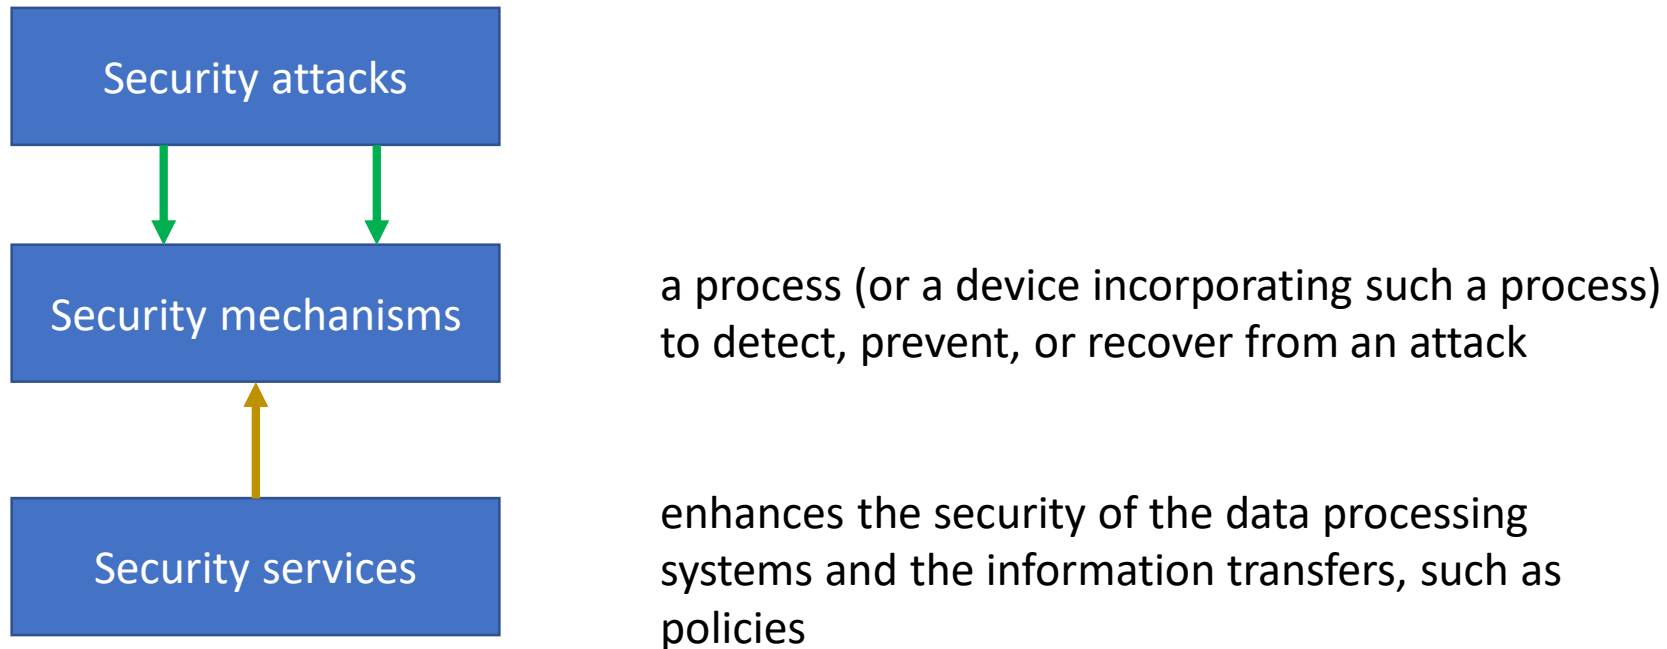 Security attacks
Security mechanisms
a process (or a device incorporating such a process)
to detect, prevent, or recover from an attack
Security services
enhances the security of the data processing
systems and the information transfers, such as
policies